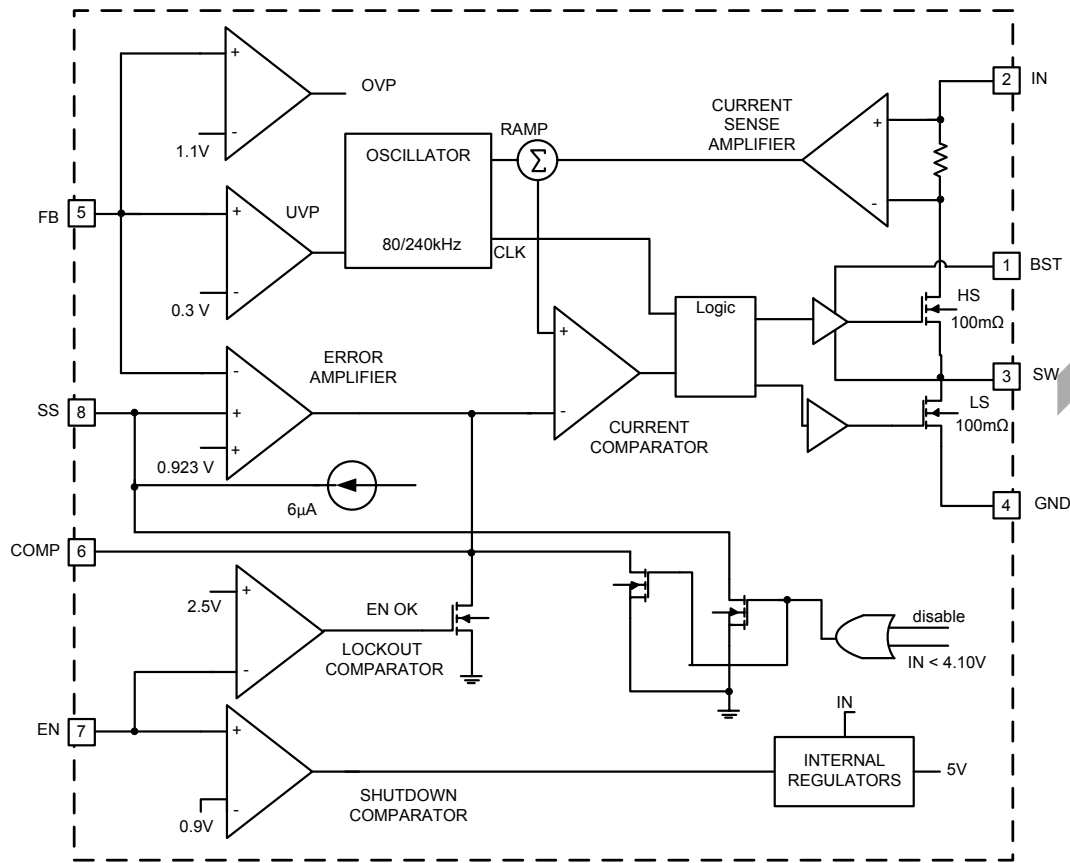 +
OVP
-
1.1V
OSCILLATOR
80/240kHz
RAMP
Σ
CURRENT
SENSE
AMPLIFIER
+
-
2
IN
FB
5
+
UVP
-
0.3 V
CLK
1
BST
HS
100mΩ
Logic
+
-
CURRENT
COMPARATOR
3
SW
LS
100mΩ
ERROR
AMPLIFIER
-
+
+
0.923 V
SS
8
6µA
4
GND
COMP
6
+
2.5V
-
EN OK
LOCKOUT
COMPARATOR
disable
IN < 4.10V
EN
7
+
-
0.9V
SHUTDOWN
COMPARATOR
IN
INTERNAL
REGULATORS
5V